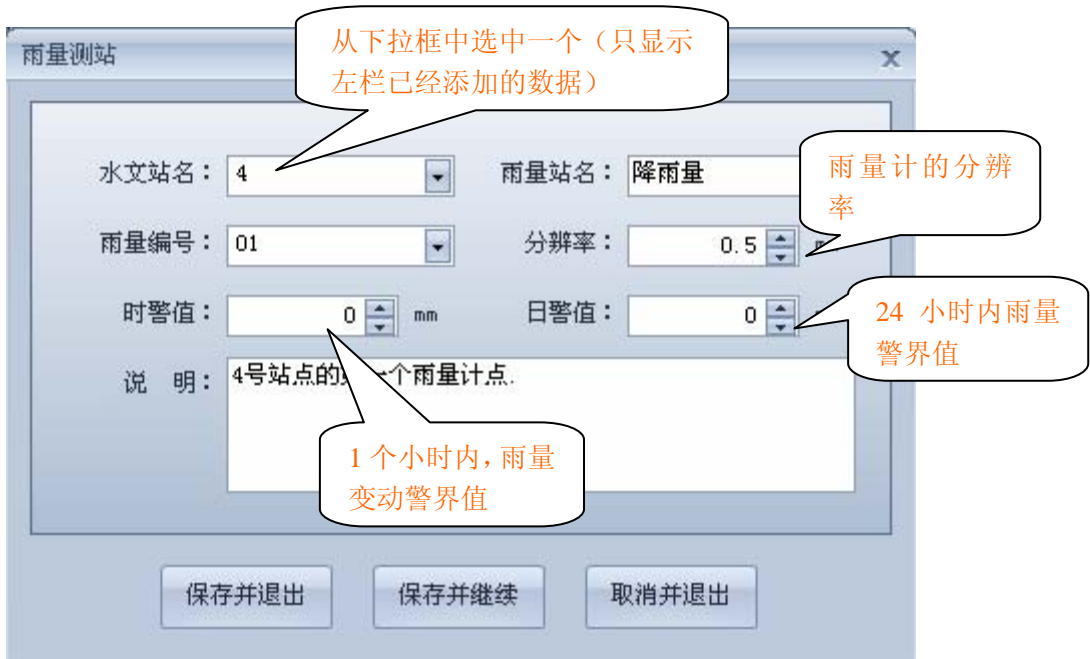 从下拉框中选中一个（只显示
左栏已经添加的数据）
雨量测站
水文站名： 4
雨量站名： 降雨量
雨量计的分辨
率
雨量编号： 01
分辨率： 0.5
时警值： 0 mm
日警值： 0
24 小时内雨量
警界值
说 明： 4号站点的 一个雨量计点.
1 个小时内，雨量
变动警界值
保存并退出 保存并继续 取消并退出